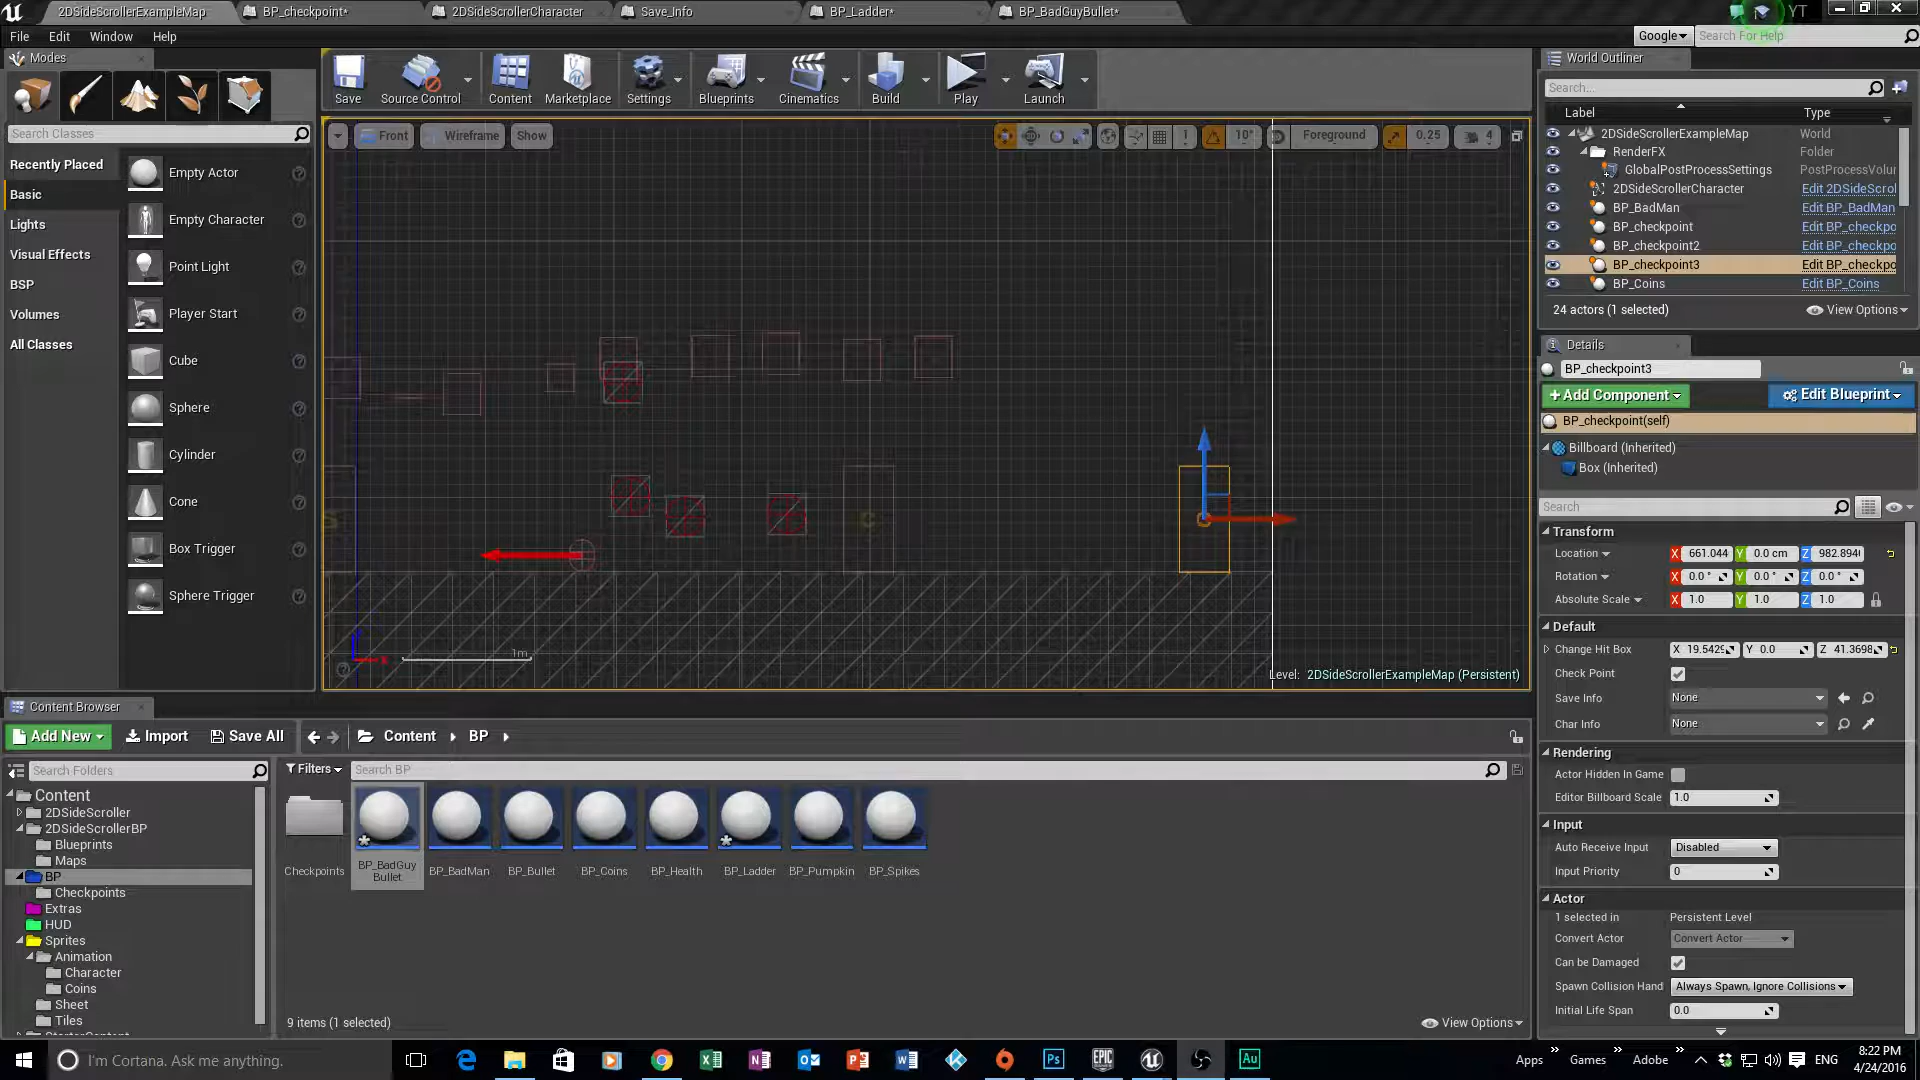 2DSideScrollerExampleMap
BP_checkpoint*
2DSideScrollerCharacter
Save_Info
BP_Ladder*
BP_BadGuyBullet*
YT
File Edit Window Help
Google
Search For Help
Modes
Save
Source Control
Content
Marketplace
Settings
Blueprints
Cinematics
Build
Play
Launch
Search Classes
Recently Placed
Basic
Lights
Visual Effects
BSP
Volumes
All Classes
Empty Actor
Empty Character
Point Light
Player Start
Cube
Sphere
Cylinder
Cone
Box Trigger
Sphere Trigger
Front
Wireframe
Show
1
10°
Foreground
0.25
4
1m
Level: 2DSideScrollerExampleMap (Persistent)
World Outliner
Search...
Label Type
2DSideScrollerExampleMap World
RenderFX Folder
GlobalPostProcessSettings PostProcessVolu
2DSideScrollerCharacter Edit 2DSideScrol
BP_BadMan Edit BP_BadMan
BP_checkpoint Edit BP_checkpo
BP_checkpoint2 Edit BP_checkpo
BP_checkpoint3 Edit BP_checkpo
BP_Coins Edit BP_Coins
24 actors (1 selected)
View Options
Details
BP_checkpoint3
+Add Component
Edit Blueprint
BP_checkpoint(self)
Billboard (Inherited)
Box (Inherited)
Search
Transform
Location X 661.044 Y 0.0 cm Z 982.894
Rotation X 0.0 ° Y 0.0 ° Z 0.0 °
Absolute Scale X 1.0 Y 1.0 Z 1.0
Default
Change Hit Box X 19.542 Y 0.0 Z 41.3698
Check Point
Save Info None
Char Info None
Rendering
Actor Hidden In Game
Editor Billboard Scale 1.0
Input
Auto Receive Input Disabled
Input Priority 0
Actor
1 selected in Persistent Level
Convert Actor Convert Actor
Can be Damaged
Spawn Collision Hand Always Spawn, Ignore Collisions
Initial Life Span 0.0
Content Browser
Add New
Import
Save All
Content
BP
Search Folders
Content
2DSideScroller
2DSideScrollerBP
Blueprints
Maps
BP
Checkpoints
Extras
HUD
Sprites
Animation
Character
Coins
Sheet
Tiles
Filters
Search BP
Checkpoints
BP_BadGuy
Bullet
BP_BadMan
BP_Bullet
BP_Coins
BP_Health
BP_Ladder
BP_Pumpkin
BP_Spikes
9 items (1 selected)
View Options
I'm Cortana. Ask me anything.
Ps
EPIC
Au
Apps
Games
Adobe
ENG
8:22 PM
4/24/2016